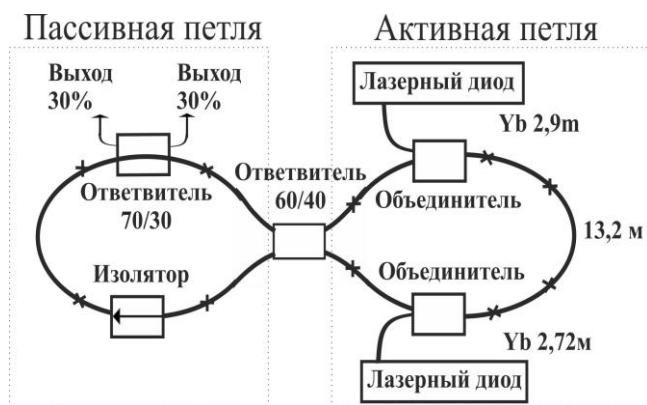 Пассивная петля
Активная петля
Выход
30%
Выход
30%
Ответвитель
70/30
Изолятор
Ответвитель
60/40
Лазерный диод
Yb 2,9m
Объединитель
13,2 м
Объединитель
Yb 2,72м
Лазерный диод